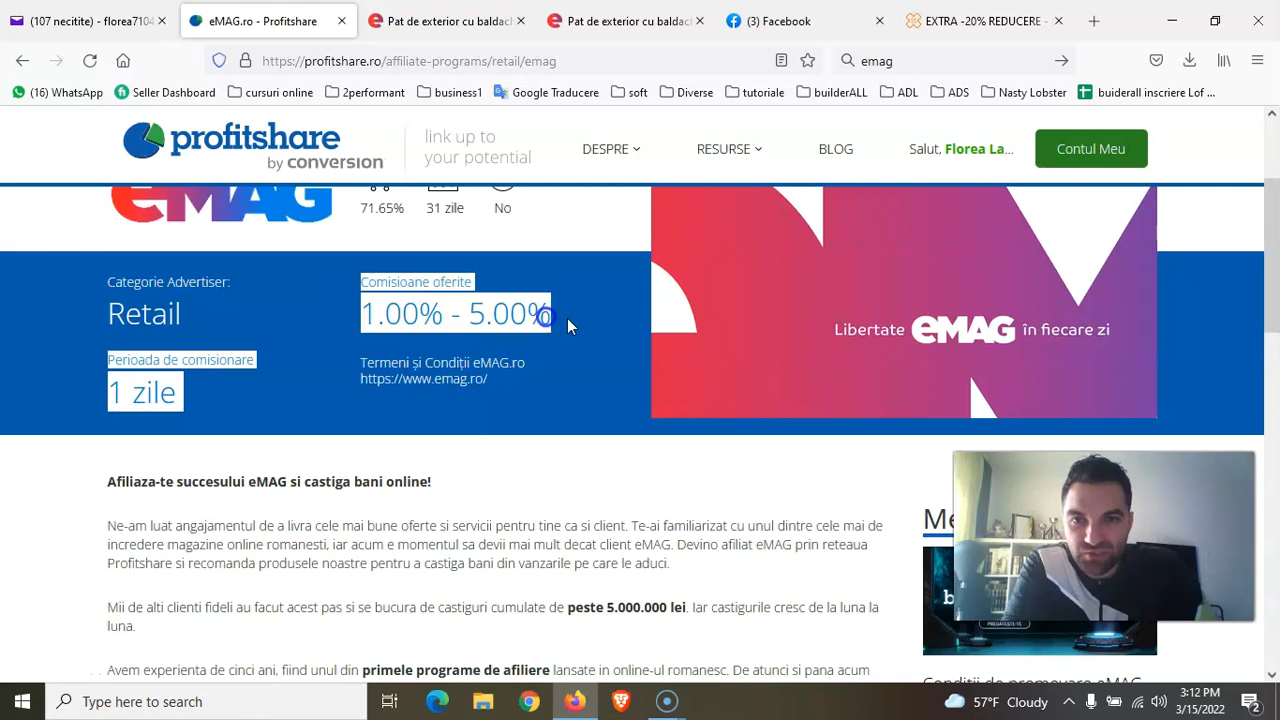 (107 necitite) - florea7104
eMAG.ro - Profitshare
Pat de exterior cu baldach
Pat de exterior cu baldac
Facebook
EXTRA -20% REDUCERE -
https://profitshare.ro/affiliate-programs/retail/emag
emag
(16) WhatsApp
Seller Dashboard
cursuri online
2performant
business1
Google Traducere
soft
Diverse
tutoriale
builderALL
ADL
ADS
Nasty Lobster
buiderall inscriere Lof ...
profitshare
by conversion
link up to
your potential
DESPRE
RESURSE
BLOG
Salut, Florea La...
Contul Meu
eMAG
71.65%
31 zile
No
Categorie Advertiser:
Retail
Comisioane oferite
1.00% - 5.00%
Perioada de comisionare
1 zile
Termeni și Condiții eMAG.ro
https://www.emag.ro/
Libertate eMAG în fiecare zi
Afiliaza-te succesului eMAG si castiga bani online!
Ne-am luat angajamentul de a livra cele mai bune oferte si servicii pentru tine ca si client. Te-ai familiarizat cu unul dintre cele mai de
incredere magazine online romanesti, iar acum e momentul sa devii mai mult decat client eMAG. Devino afiliat eMAG prin reteaua
Profitshare si recomanda produsele noastre pentru a castiga bani din vanzarile pe care le aduci.
Mii de alti clienti fideli au facut acest pas si se bucura de castiguri cumulate de peste 5.000.000 lei. Iar castigurile cresc de la luna la
luna.
Avem experienta de cinci ani, fiind unul din primele programe de afiliere lansate in online-ul romanesc. De atunci si pana acum
Me
b
PREGATESTE-TE
Conditii de promovare eMAG
Type here to search
57°F Cloudy
3:12 PM
3/15/2022
2